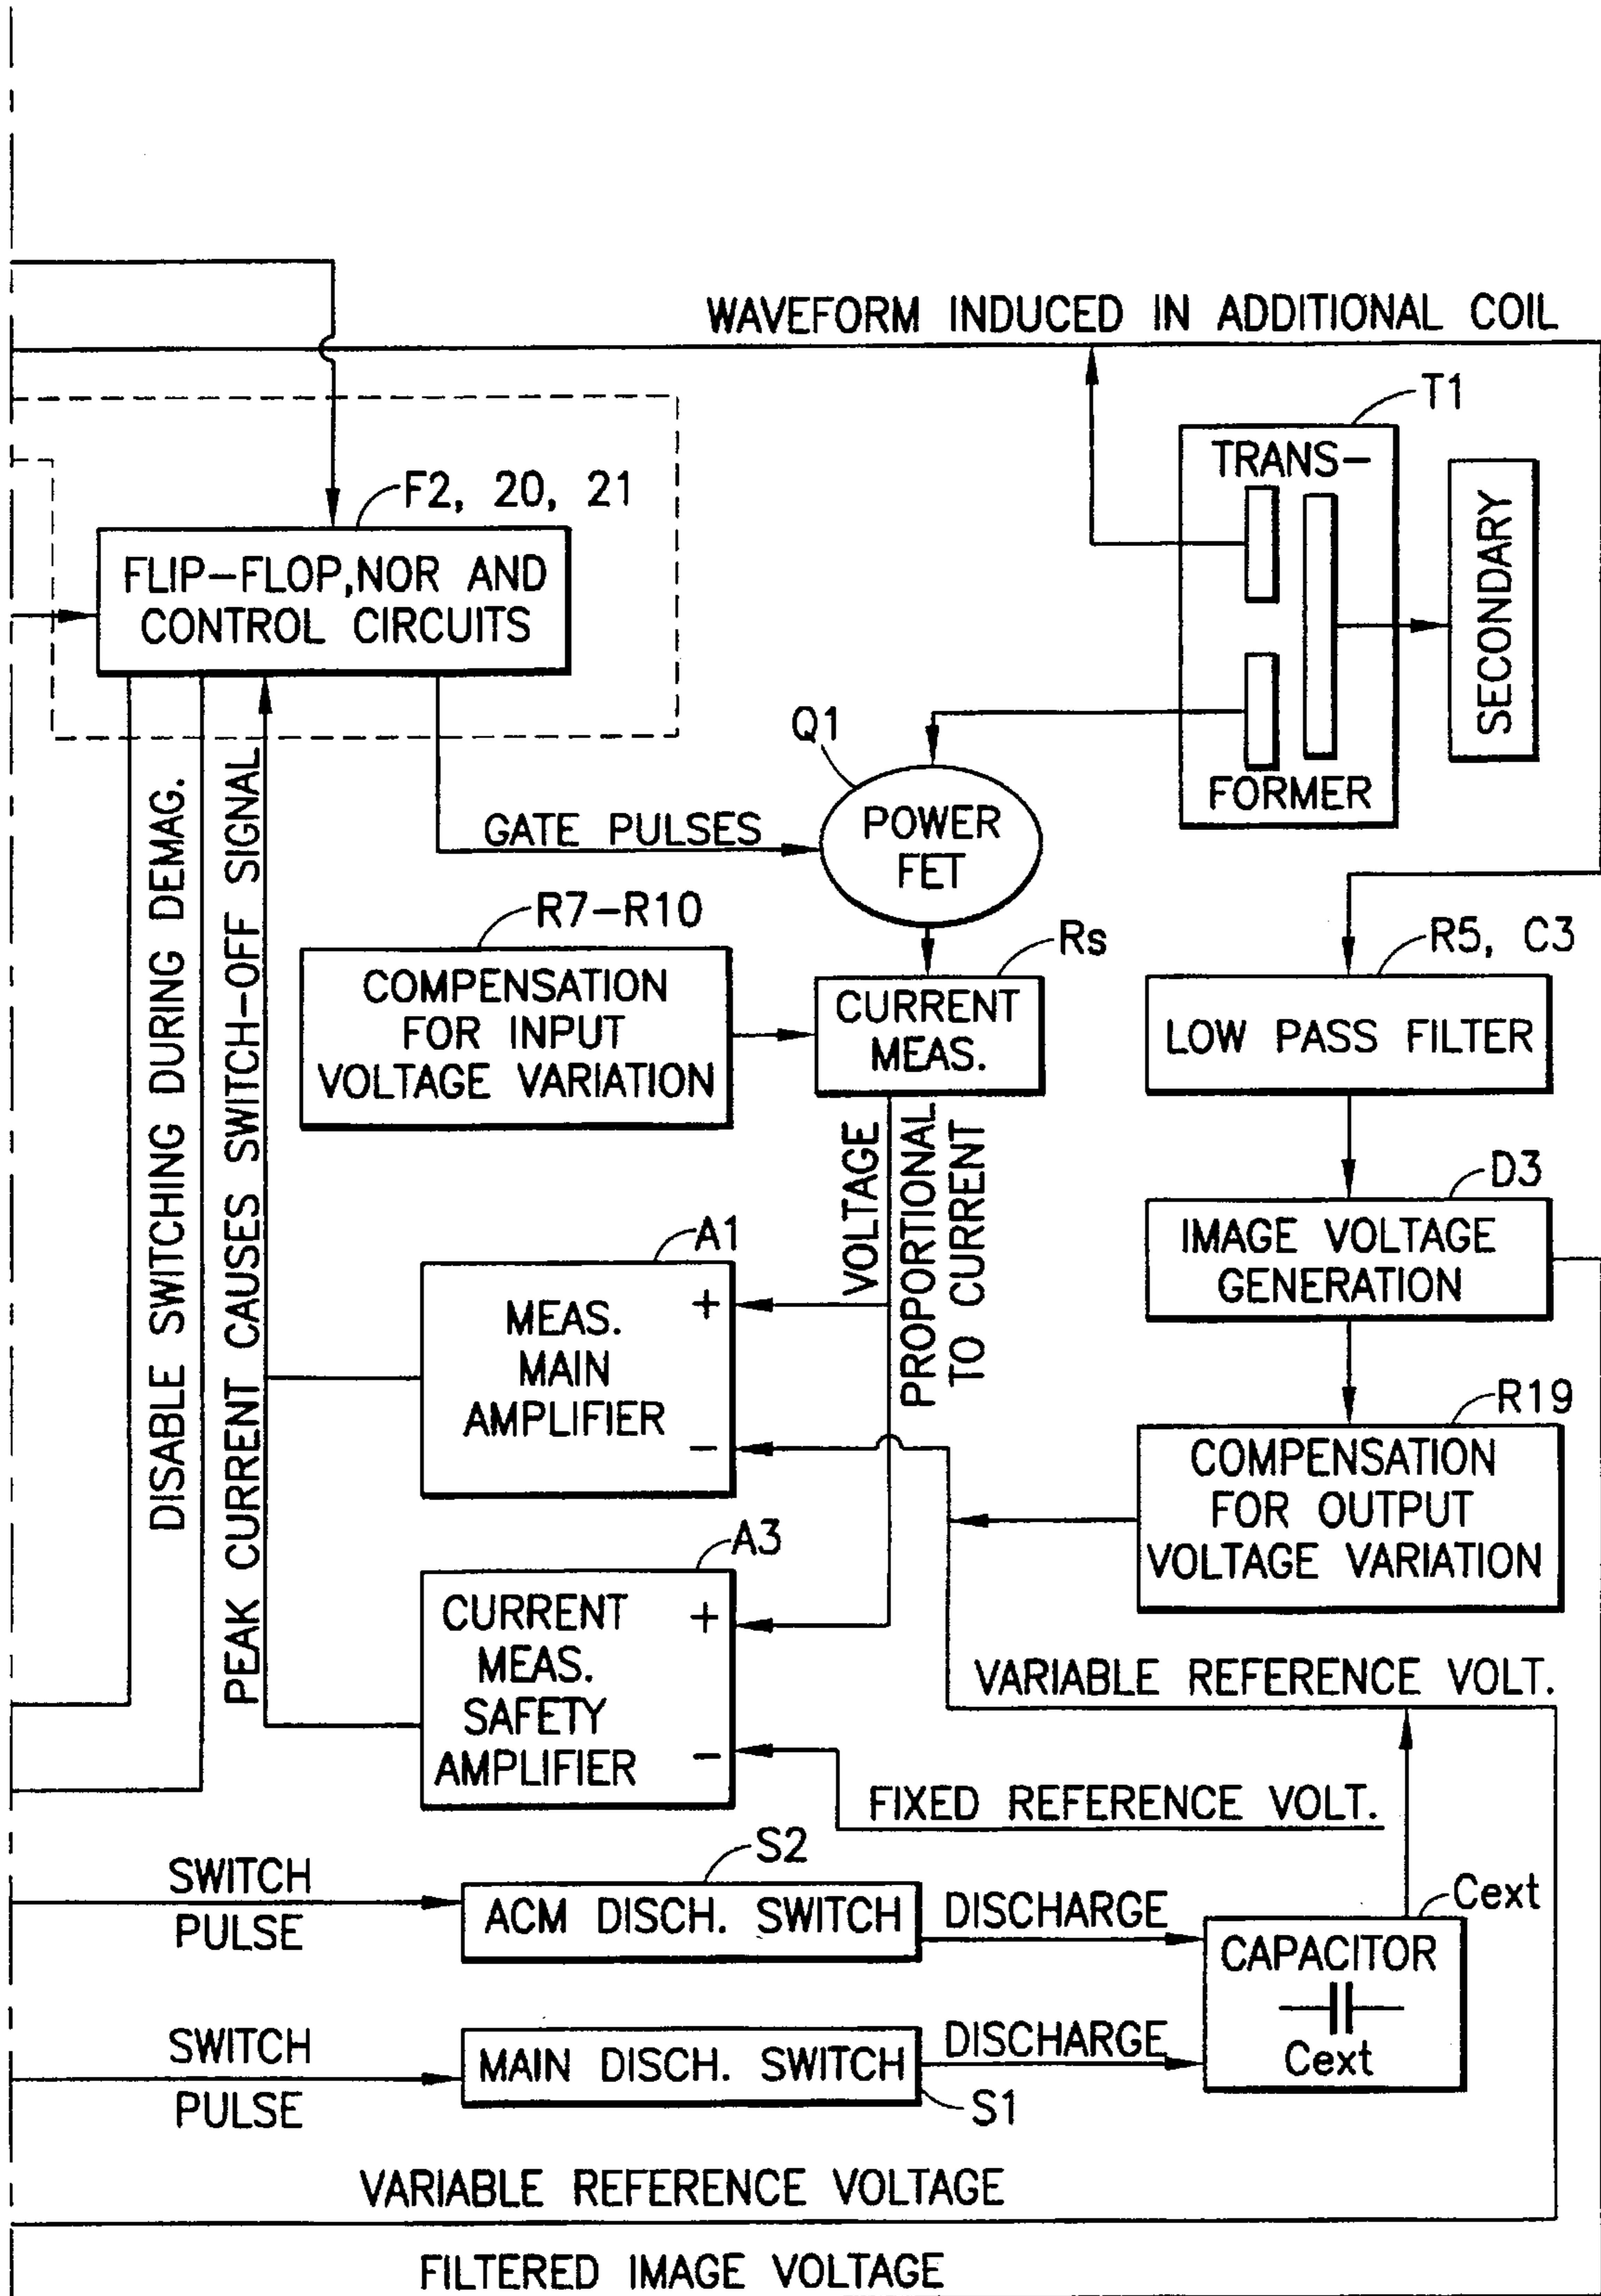 WAVEFORM INDUCED IN ADDITIONAL COIL
T1
TRANS-
FORMER
SECONDARY
F2, 20, 21
FLIP-FLOP,NOR AND
CONTROL CIRCUITS
Q1
POWER
FET
GATE PULSES
DISABLE SWITCHING DURING DEMAG.
PEAK CURRENT CAUSES SWITCH-OFF SIGNAL
R7-R10
COMPENSATION
FOR INPUT
VOLTAGE VARIATION
Rs
CURRENT
MEAS.
R5, C3
LOW PASS FILTER
VOLTAGE
PROPORTIONAL
TO CURRENT
D3
IMAGE VOLTAGE
GENERATION
A1
MEAS.
MAIN
AMPLIFIER
+
-
R19
COMPENSATION
FOR OUTPUT
VOLTAGE VARIATION
A3
CURRENT
MEAS.
SAFETY
AMPLIFIER
+
-
VARIABLE REFERENCE VOLT.
FIXED REFERENCE VOLT.
SWITCH
PULSE
S2
ACM DISCH. SWITCH
DISCHARGE
Cext
CAPACITOR
Cext
SWITCH
PULSE
MAIN DISCH. SWITCH
S1
DISCHARGE
VARIABLE REFERENCE VOLTAGE
FILTERED IMAGE VOLTAGE